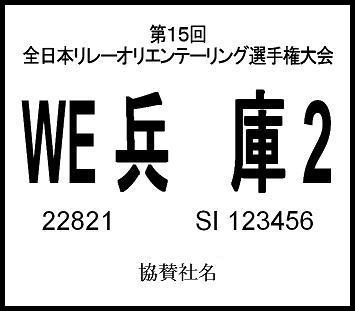 第15回
全日本リレーオリエンテーリング選手権大会
WE 兵 庫 2
22821 SI 123456
協賛社名